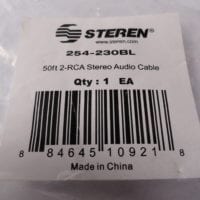 STEREN®
www.steren.com
254-230BL
50ft 2-RCA Stereo Audio Cable
Qty : 1 EA
8 84645 10921 8
Made in China